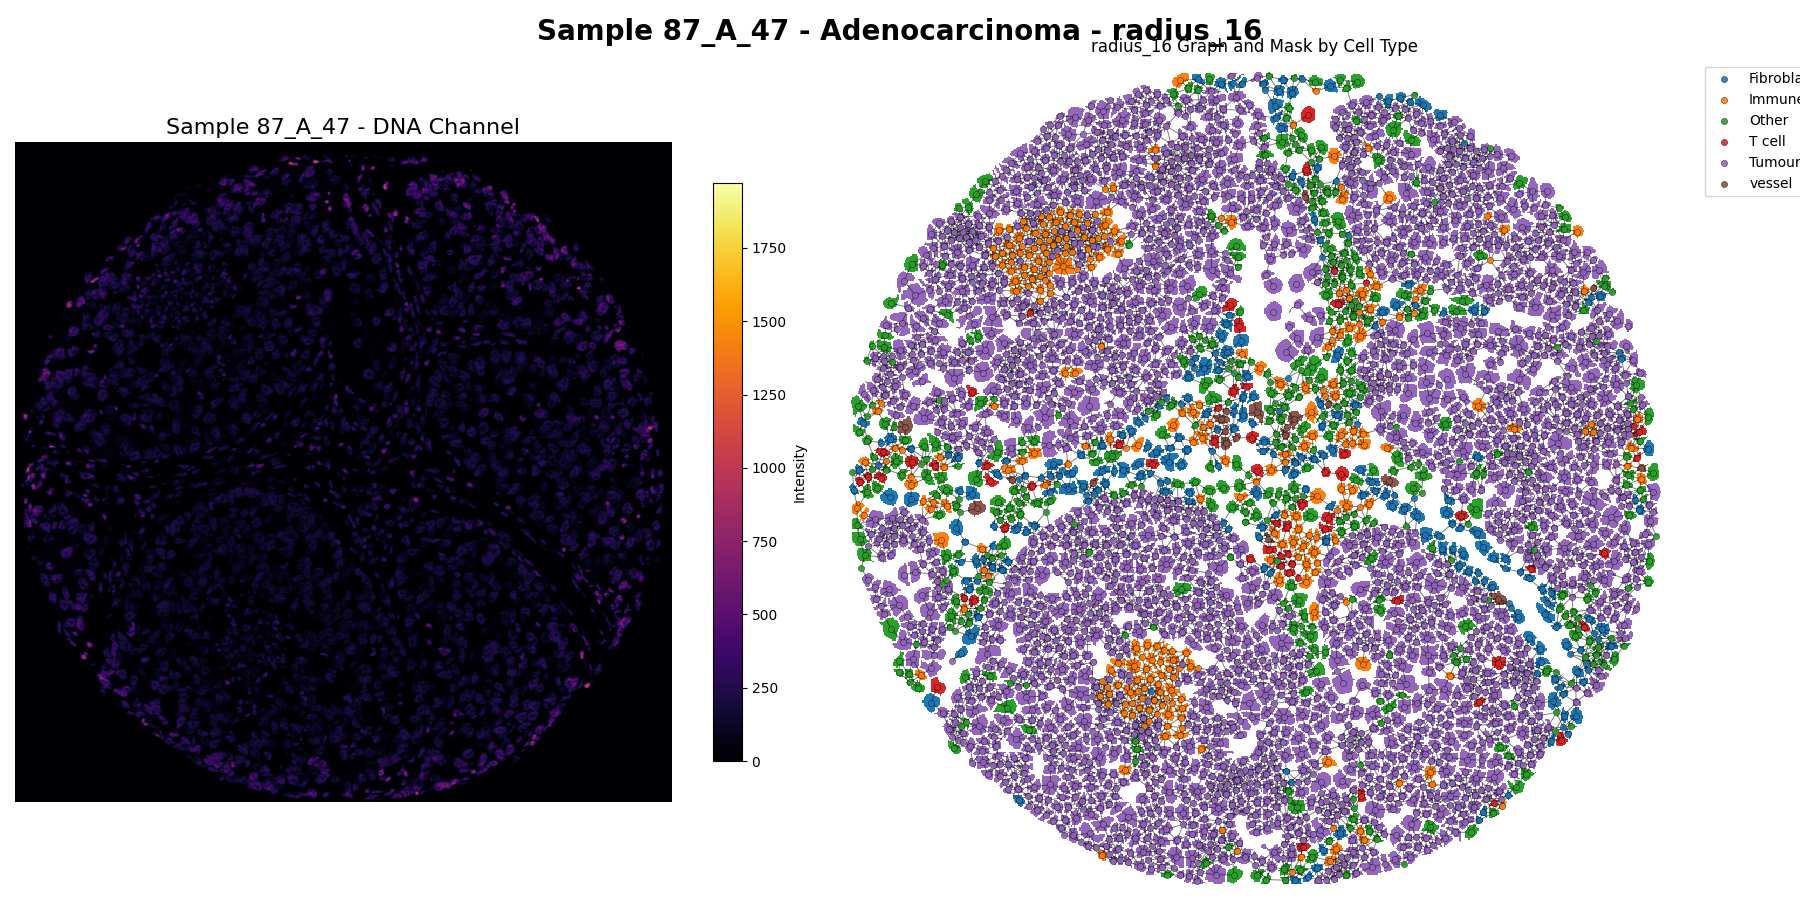 Sample 87_A_47 - Adenocarcinoma - radius_16
radius_16 Graph and Mask by Cell Type
Sample 87_A_47 - DNA Channel
1750
1500
1250
1000
750
500
250
0
Intensity
Fibrobla
Immune
Other
T cell
Tumour
vessel